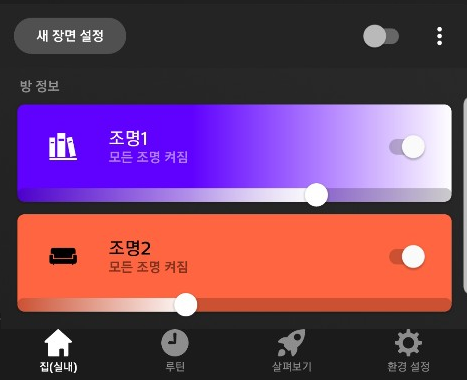 새 장면 설정
방 정보
조명1
모든 조명 켜짐
조명2
모든 조명 켜짐
집(실내)
루틴
살펴보기
환경 설정